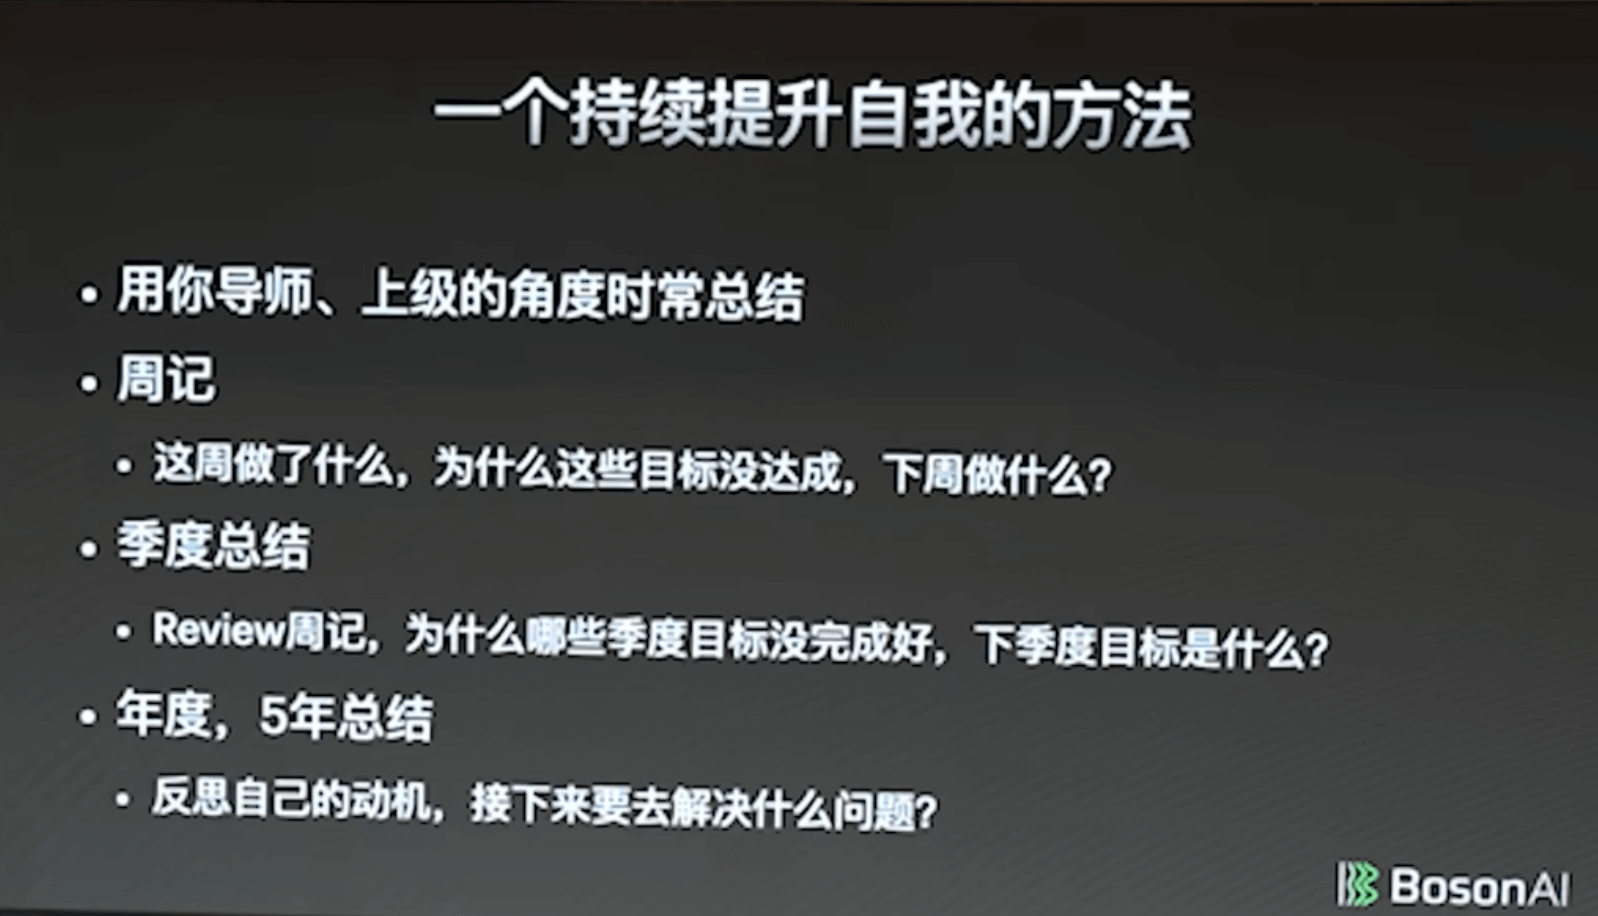 一个持续提升自我的方法
• 用你导师、上级的角度时常总结
• 周记
• 这周做了什么，为什么这些目标没达成，下周做什么？
• 季度总结
• Review周记，为什么哪些季度目标没完成好，下季度目标是什么？
• 年度，5年总结
• 反思自己的动机，接下来要去解决什么问题？
BosonAI